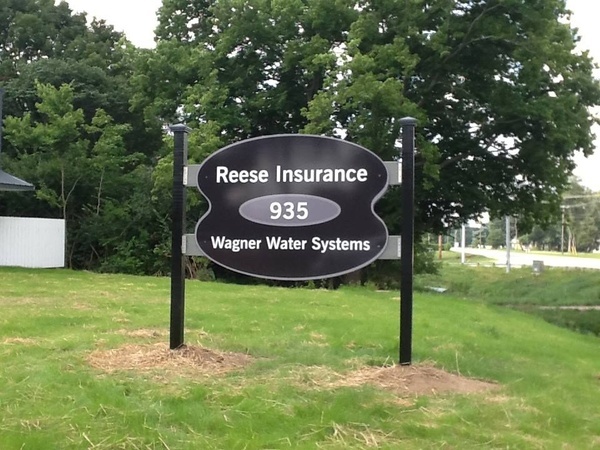 Reese Insurance
935
Wagner Water Systems